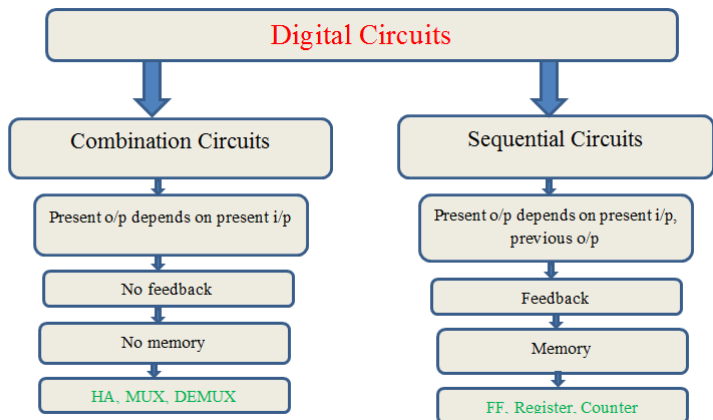 Digital Circuits
Combination Circuits
Present o/p depends on present i/p
No feedback
No memory
HA, MUX, DEMUX
Sequential Circuits
Present o/p depends on present i/p,
previous o/p
Feedback
Memory
FF, Register, Counter